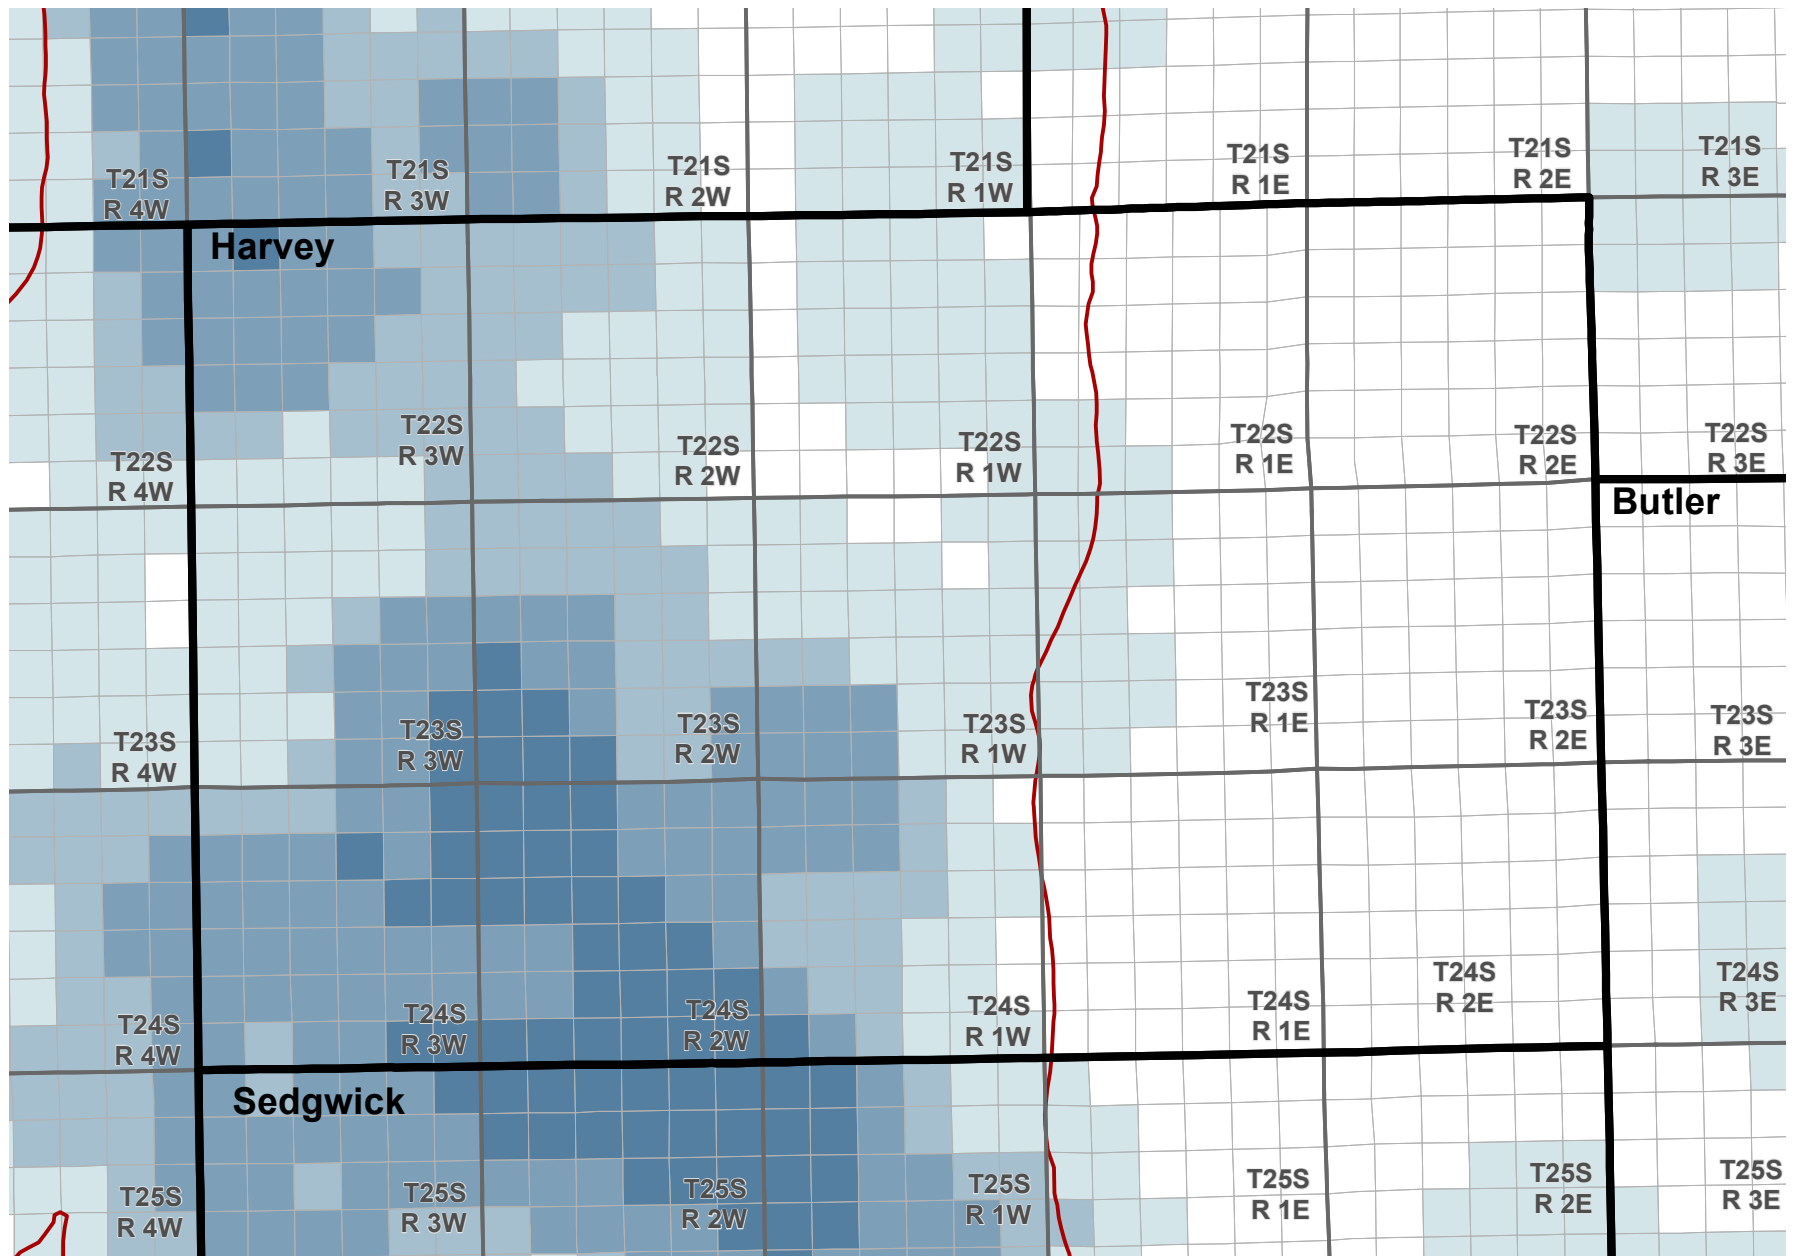 T21S
R 4W
T21S
R 3W
T21S
R 2W
T21S
R 1W
T21S
R 1E
T21S
R 2E
T21S
R 3E
Harvey
T22S
R 4W
T22S
R 3W
T22S
R 2W
T22S
R 1W
T22S
R 1E
T22S
R 2E
T22S
R 3E
Butler
T23S
R 4W
T23S
R 3W
T23S
R 2W
T23S
R 1W
T23S
R 1E
T23S
R 2E
T23S
R 3E
T24S
R 4W
T24S
R 3W
T24S
R 2W
T24S
R 1W
T24S
R 1E
T24S
R 2E
T24S
R 3E
Sedgwick
T25S
R 4W
T25S
R 3W
T25S
R 2W
T25S
R 1W
T25S
R 1E
T25S
R 2E
T25S
R 3E